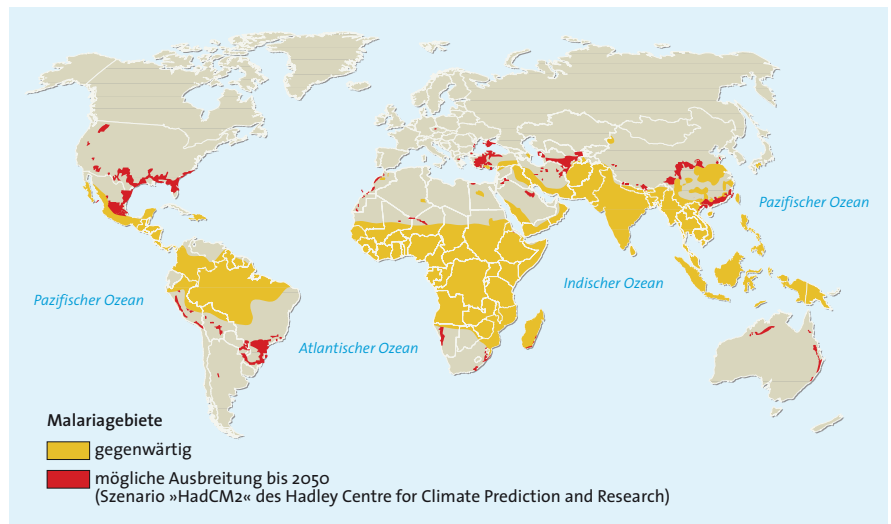 Pazifischer Ozean
Indischer Ozean
Pazifischer Ozean
Atlantischer Ozean
Malariagebiete
gegenwärtig
mögliche Ausbreitung bis 2050
(Szenario »HadCM2« des Hadley Centre for Climate Prediction and Research)